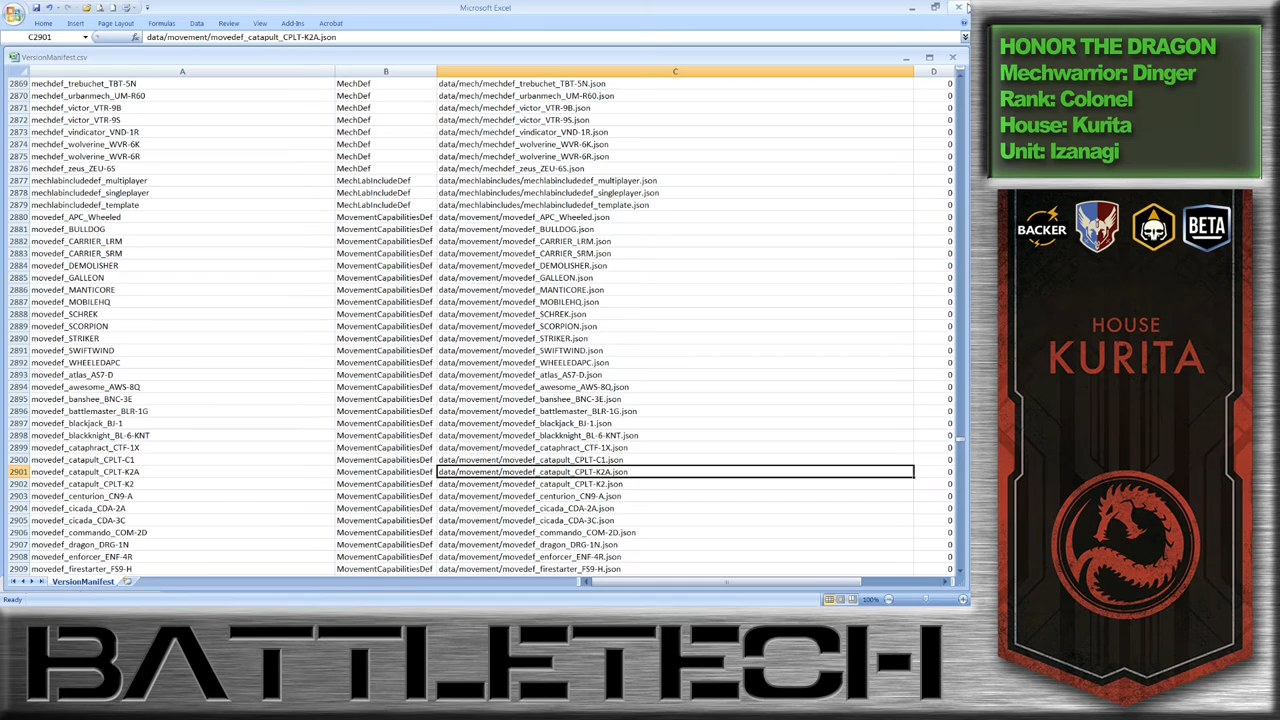 Microsoft Excel
Home Insert Page Layout Formulas Data Review View Add-Ins Acrobat
C2901 fx data/movement/movedef_catapult_CPLT-K2A.json
VersionManifest.csv
A B C D
2869 mechdef_trebuchet_TBT-5N MechDef data/mech/mechdef_trebuchet_TBT-5N.json 0
2870 mechdef_urbanmech_UM-R60 MechDef data/mech/mechdef_urbanmech_UM-R60.json 0
2871 mechdef_victor_VTR-9B MechDef data/mech/mechdef_victor_VTR-9B.json 0
2872 mechdef_victor_VTR-9S MechDef data/mech/mechdef_victor_VTR-9S.json 0
2873 mechdef_vindicator_VND-1R MechDef data/mech/mechdef_vindicator_VND-1R.json 0
2874 mechdef_wolverine_WVR-6K MechDef data/mech/mechdef_wolverine_WVR-6K.json 0
2875 mechdef_wolverine_WVR-6R MechDef data/mech/mechdef_wolverine_WVR-6R.json 0
2876 mechdef_zeus_ZEU-6S MechDef data/mech/mechdef_zeus_ZEU-6S.json 0
2877 mechlabincludedef_multiplayer MechLabIncludeDef data/mechlabincludes/mechlabincludedef_multiplayer.json 0
2878 mechlabincludedef_singleplayer MechLabIncludeDef data/mechlabincludes/mechlabincludedef_singleplayer.json 0
2879 mechlabincludedef_template MechLabIncludeDef data/mechlabincludes/mechlabincludedef_template.json 0
2880 movedef_APC_Wheeled MovementCapabilitiesDef data/movement/movedef_APC_Wheeled.json 0
2881 movedef_BULLDOG MovementCapabilitiesDef data/movement/movedef_BULLDOG.json 0
2882 movedef_CARRIER_LRM MovementCapabilitiesDef data/movement/movedef_CARRIER_LRM.json 0
2883 movedef_CARRIER_SRM MovementCapabilitiesDef data/movement/movedef_CARRIER_SRM.json 0
2884 movedef_DEMOLISHER MovementCapabilitiesDef data/movement/movedef_DEMOLISHER.json 0
2885 movedef_GALLEON MovementCapabilitiesDef data/movement/movedef_GALLEON.json 0
2886 movedef_MANTICORE MovementCapabilitiesDef data/movement/movedef_MANTICORE.json 0
2887 movedef_MOBILEHQ MovementCapabilitiesDef data/movement/movedef_MOBILEHQ.json 0
2888 movedef_SCHREK MovementCapabilitiesDef data/movement/movedef_SCHREK.json 0
2889 movedef_SCORPION MovementCapabilitiesDef data/movement/movedef_SCORPION.json 0
2890 movedef_STRIKER MovementCapabilitiesDef data/movement/movedef_STRIKER.json 0
2891 movedef_SWIFTWIND MovementCapabilitiesDef data/movement/movedef_SWIFTWIND.json 0
2892 movedef_WHEELEDAPC MovementCapabilitiesDef data/movement/movedef_WHEELEDAPC.json 0
2893 movedef_atlas_AS7-D MovementCapabilitiesDef data/movement/movedef_atlas_AS7-D.json 0
2894 movedef_awesome_AWS-8Q MovementCapabilitiesDef data/movement/movedef_awesome_AWS-8Q.json 0
2895 movedef_banshee_BNC-3E MovementCapabilitiesDef data/movement/movedef_banshee_BNC-3E.json 0
2896 movedef_battlemaster_BLR-1G MovementCapabilitiesDef data/movement/movedef_battlemaster_BLR-1G.json 0
2897 movedef_blackjack_BJ-1 MovementCapabilitiesDef data/movement/movedef_blackjack_BJ-1.json 0
2898 movedef_blackknight_BL-6-KNT MovementCapabilitiesDef data/movement/movedef_blackknight_BL-6-KNT.json 0
2899 movedef_cataphract_CTF-1X MovementCapabilitiesDef data/movement/movedef_cataphract_CTF-1X.json 0
2900 movedef_catapult_CPLT-C1 MovementCapabilitiesDef data/movement/movedef_catapult_CPLT-C1.json 0
2901 movedef_catapult_CPLT-K2A MovementCapabilitiesDef data/movement/movedef_catapult_CPLT-K2A.json 0
2902 movedef_catapult_CPLT-K2 MovementCapabilitiesDef data/movement/movedef_catapult_CPLT-K2.json 0
2903 movedef_centurion_CN9-A MovementCapabilitiesDef data/movement/movedef_centurion_CN9-A.json 0
2904 movedef_cicada_CDA-2A MovementCapabilitiesDef data/movement/movedef_cicada_CDA-2A.json 0
2905 movedef_cicada_CDA-3C MovementCapabilitiesDef data/movement/movedef_cicada_CDA-3C.json 0
2906 movedef_commando_COM-2D MovementCapabilitiesDef data/movement/movedef_commando_COM-2D.json 0
2907 movedef_dragon_DRG-1N MovementCapabilitiesDef data/movement/movedef_dragon_DRG-1N.json 0
2908 movedef_enforcer_ENF-4R MovementCapabilitiesDef data/movement/movedef_enforcer_ENF-4R.json 0
2909 movedef_firestarter_FS9-H MovementCapabilitiesDef data/movement/movedef_firestarter_FS9-H.json 0
VersionManifest
Ready 100%
HONOR THE DRAGON
Mechwarrior: Dinger
Rank: Colonel
House: Kurita
Unit: Izanagi
BACKER BETA
HOUSE
KURITA
BATTLETECH